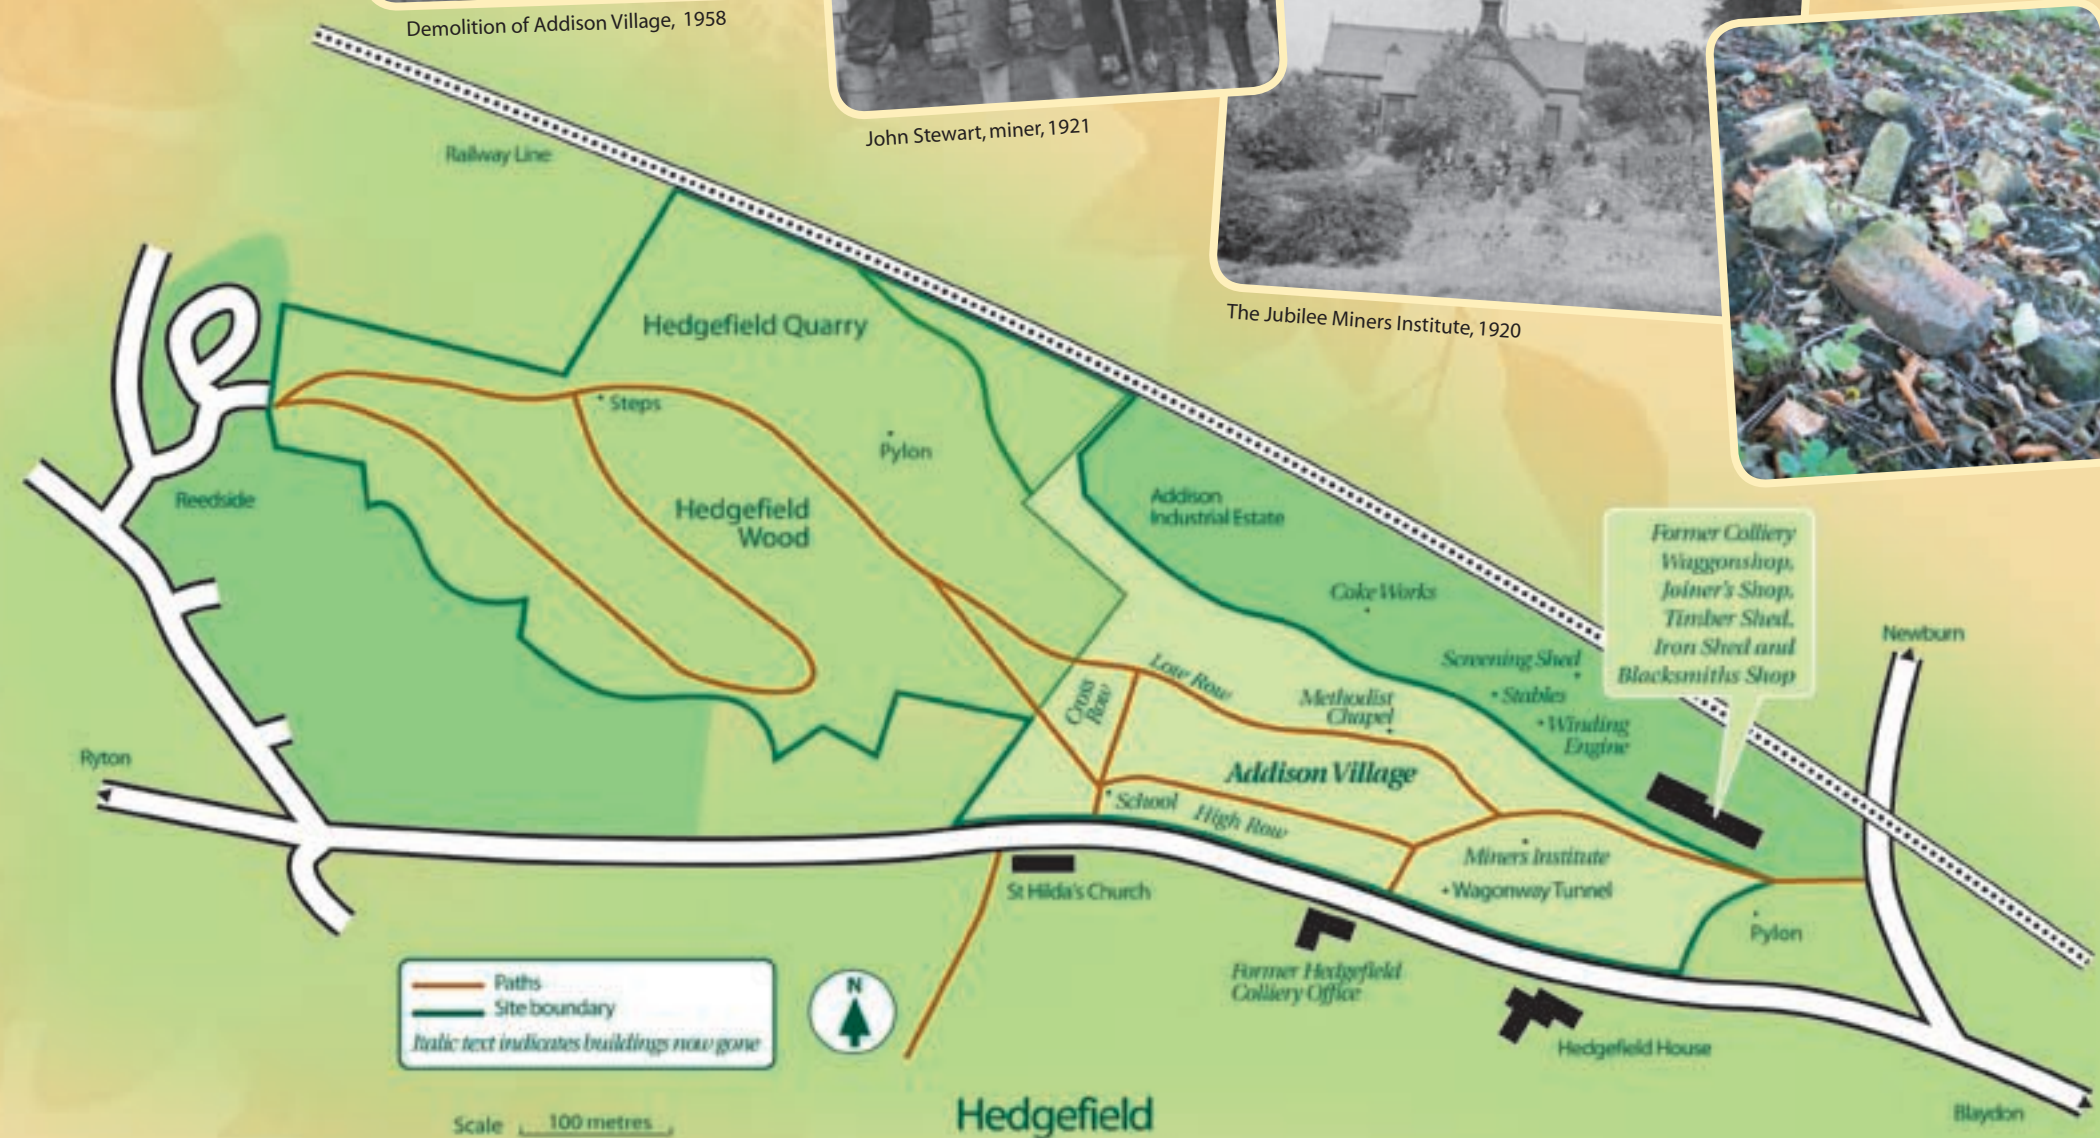 Demolition of Addison Village, 1958
John Stewart, miner, 1921
The Jubilee Miners Institute, 1920
Railway Line
Hedgefield Quarry
Steps
Pylon
Reedside
Hedgefield
Wood
Addison
Industrial Estate
Coke Works
Former Colliery
Waggonshop,
Joiner's Shop,
Timber Shed,
Iron Shed and
Blacksmiths Shop
Newburn
Screening Shed
Stables
Winding
Engine
Low Row
Cross
Row
Methodist
Chapel
Addison Village
School
High Row
Miners Institute
Wagonway Tunnel
Ryton
St Hilda's Church
Pylon
Former Hedgefield
Colliery Office
Hedgefield House
Blaydon
Paths
Site boundary
Italic text indicates buildings now gone
N
Scale 100 metres
Hedgefield